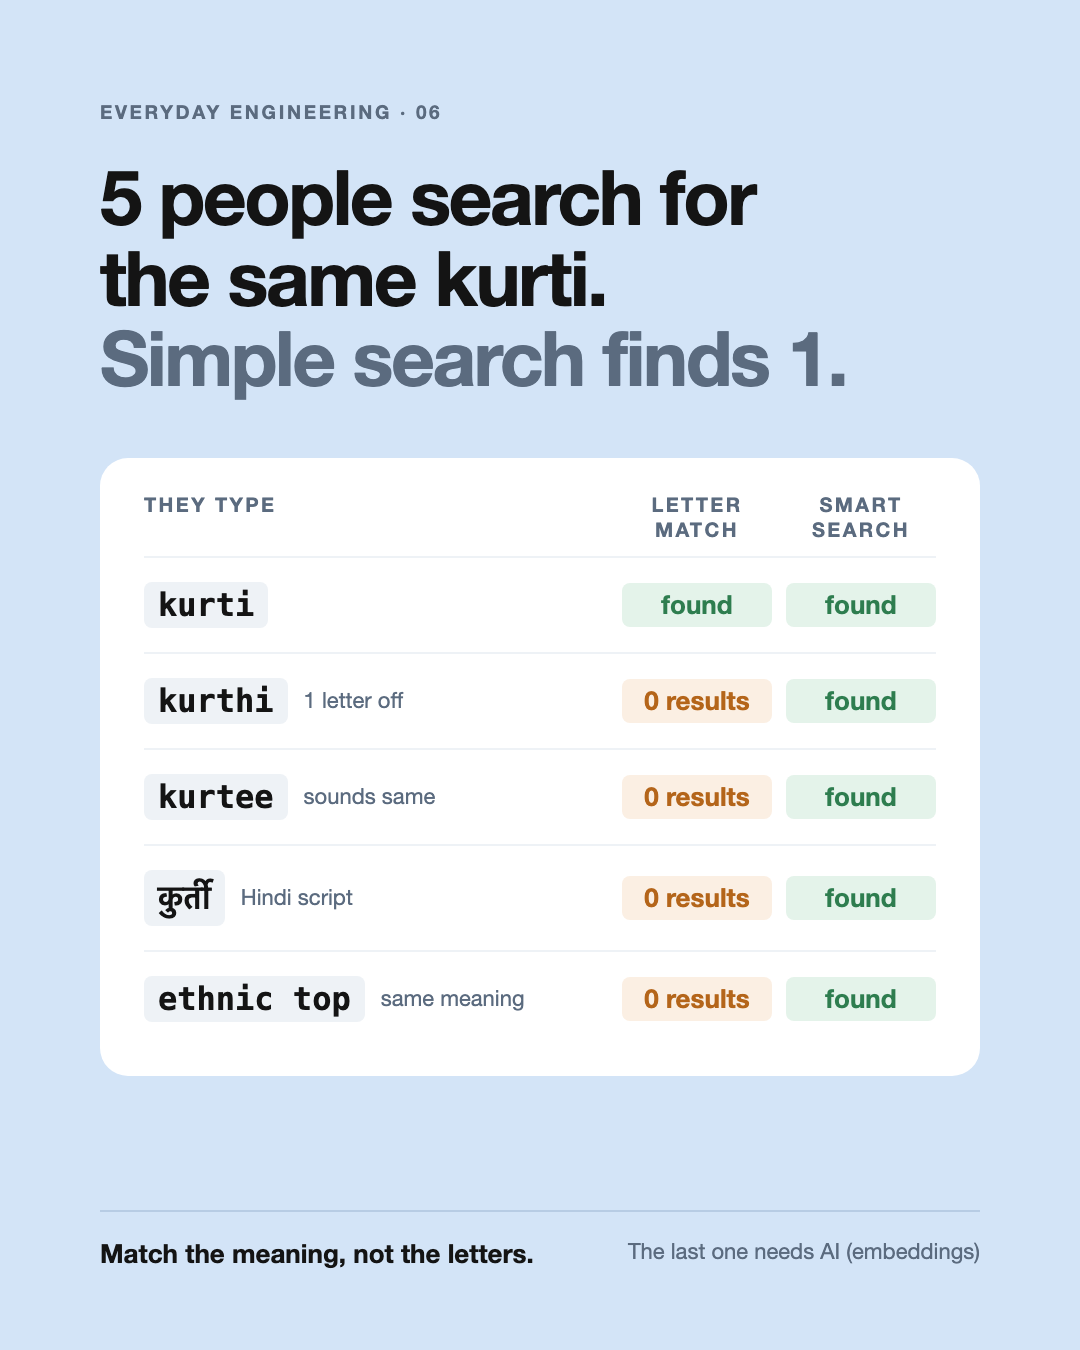 EVERYDAY ENGINEERING · 06
5 people search for
the same kurti.
Simple search finds 1.
THEY TYPE
LETTER
MATCH
SMART
SEARCH
kurti found found
kurthi 1 letter off 0 results found
kurtee sounds same 0 results found
कुर्ती Hindi script 0 results found
ethnic top same meaning 0 results found
Match the meaning, not the letters.
The last one needs AI (embeddings)